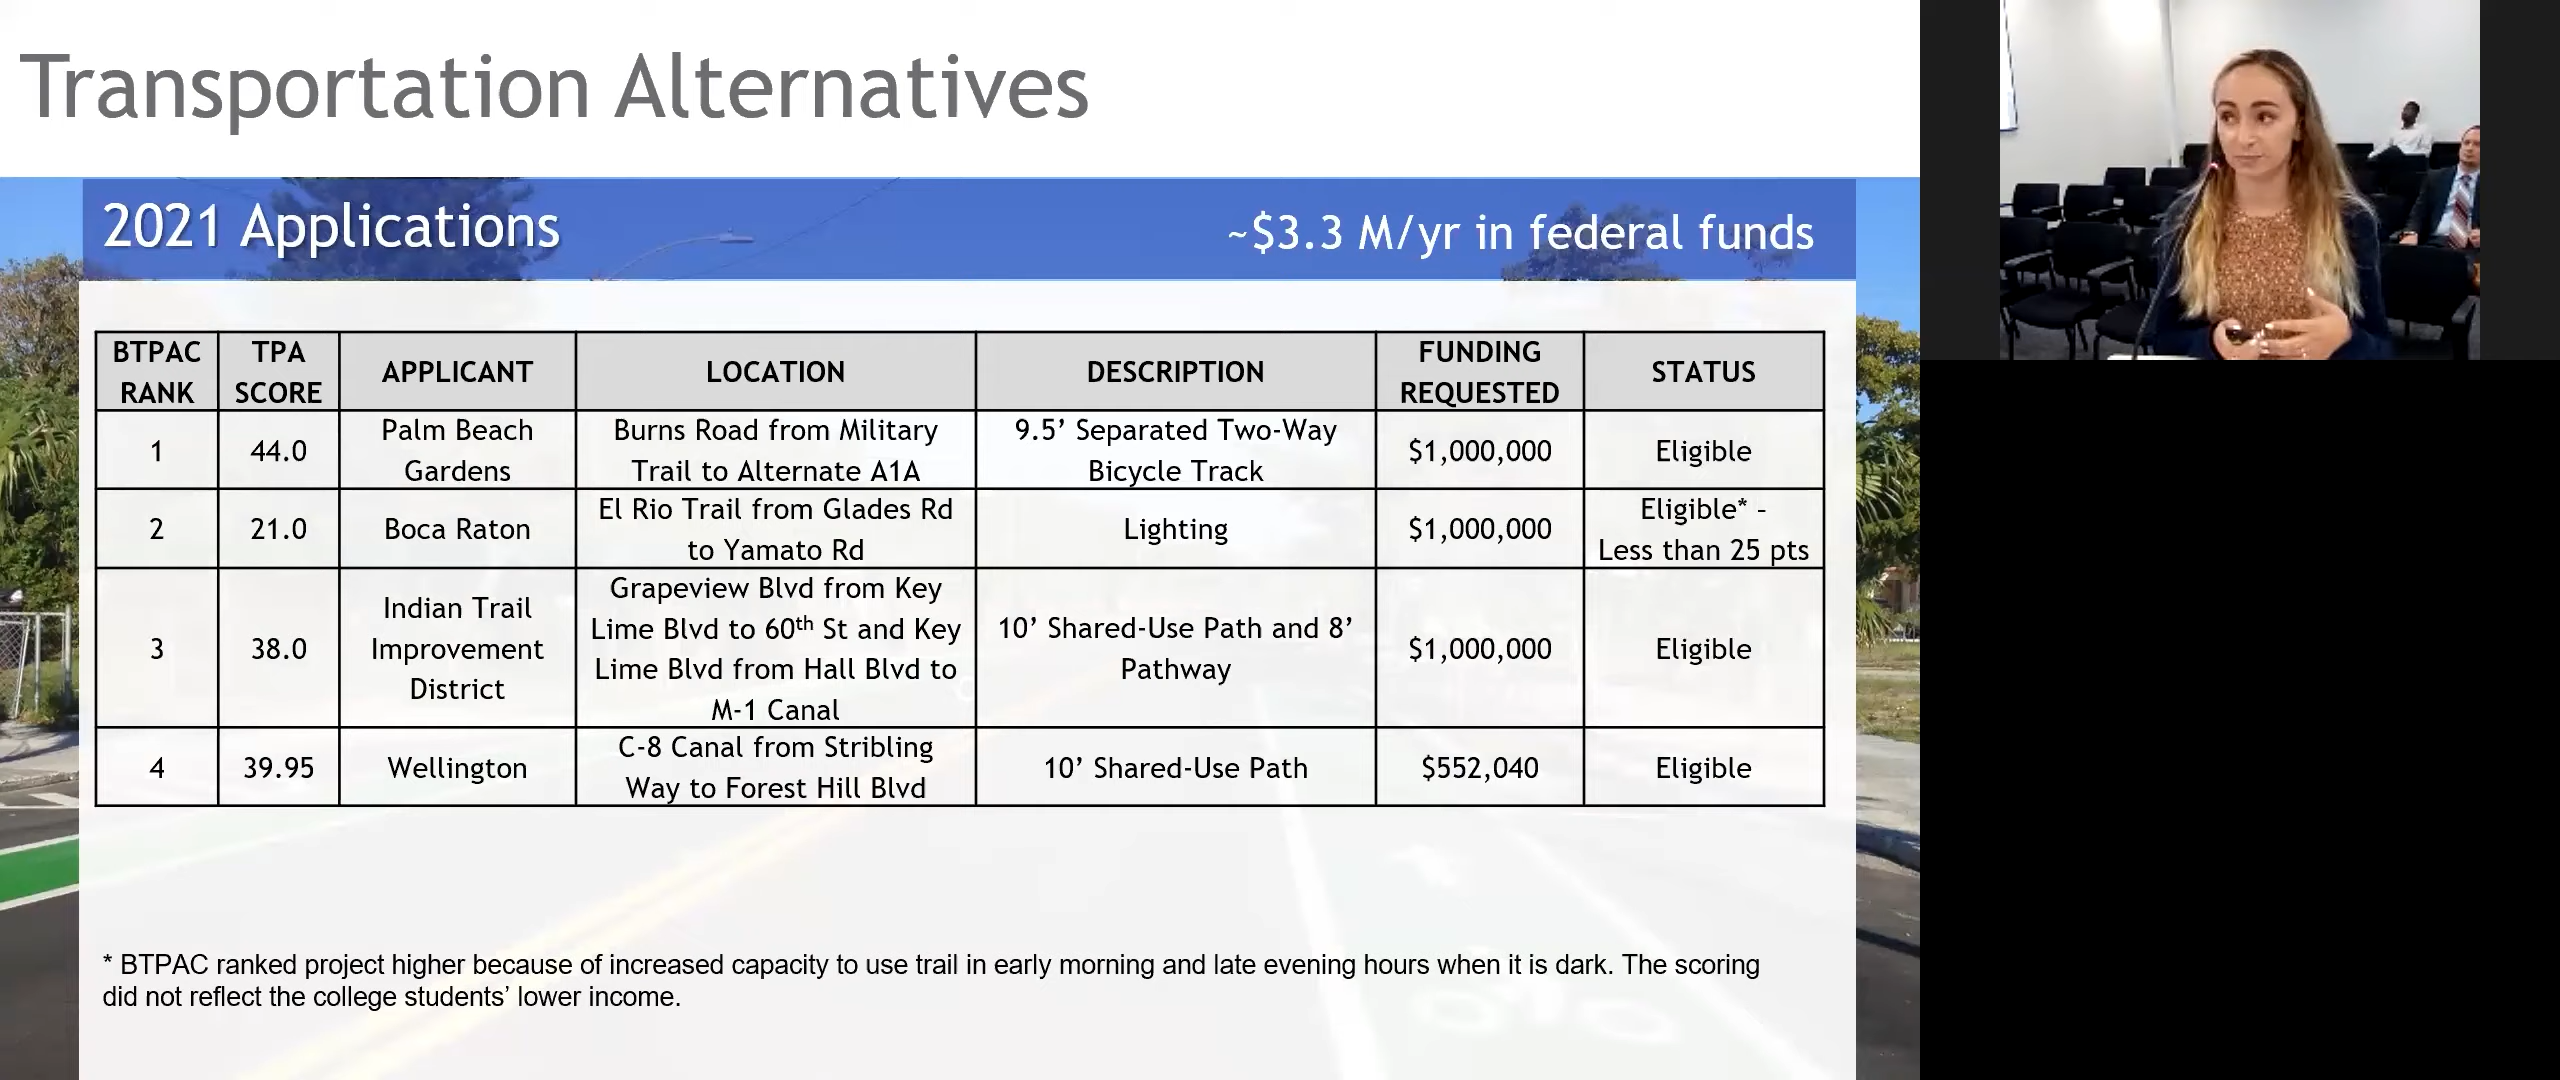 Transportation Alternatives
2021 Applications
~$3.3 M/yr in federal funds
BTPAC RANK
TPA SCORE
APPLICANT
LOCATION
DESCRIPTION
FUNDING REQUESTED
STATUS
1
44.0
Palm Beach
Gardens
Burns Road from Military
Trail to Alternate A1A
9.5’ Separated Two-Way
Bicycle Track
$1,000,000
Eligible
2
21.0
Boca Raton
El Rio Trail from Glades Rd
to Yamato Rd
Lighting
$1,000,000
Eligible* –
Less than 25 pts
3
38.0
Indian Trail
Improvement
District
Grapeview Blvd from Key
Lime Blvd to 60th St and Key
Lime Blvd from Hall Blvd to
M-1 Canal
10’ Shared-Use Path and 8’
Pathway
$1,000,000
Eligible
4
39.95
Wellington
C-8 Canal from Stribling
Way to Forest Hill Blvd
10’ Shared-Use Path
$552,040
Eligible
* BTPAC ranked project higher because of increased capacity to use trail in early morning and late evening hours when it is dark. The scoring
did not reflect the college students’ lower income.